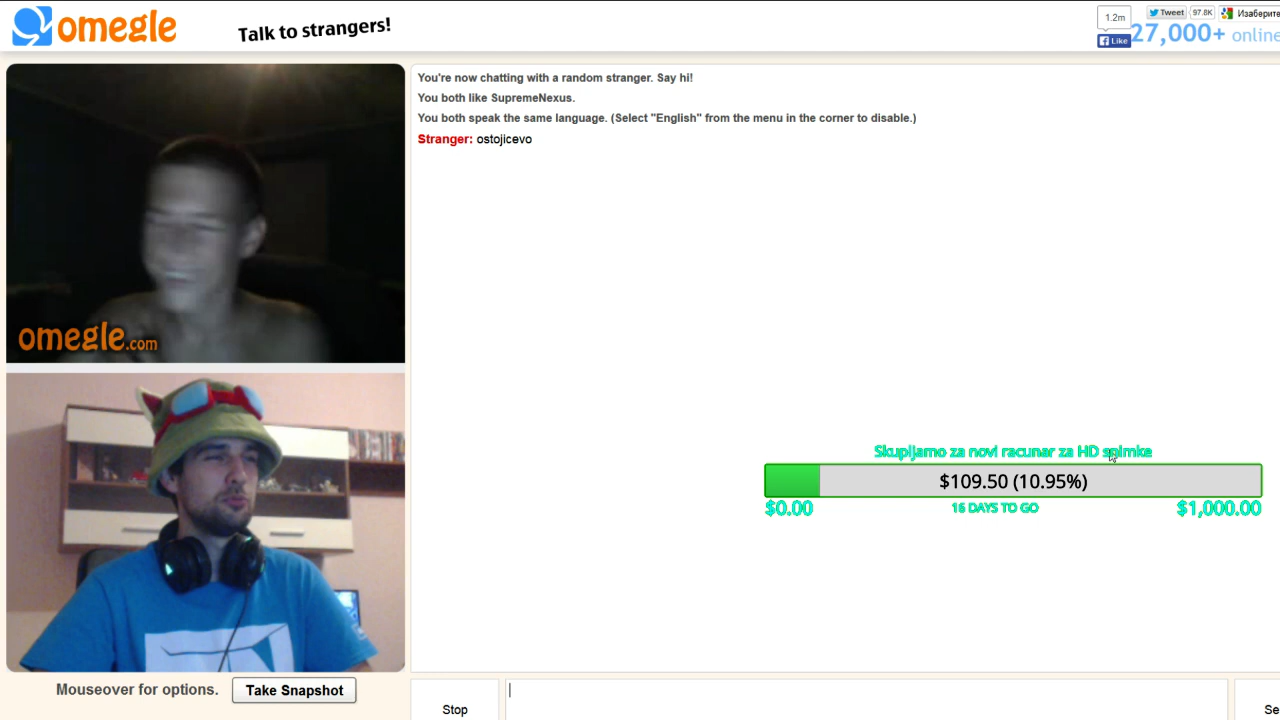 omegle
Talk to strangers!
1.2m
Like
Tweet
97.8K
Изаберите
27,000+ online
You're now chatting with a random stranger. Say hi!
You both like SupremeNexus.
You both speak the same language. (Select "English" from the menu in the corner to disable.)
Stranger: ostojicevo
omegle.com
Skupljamo za novi racunar za HD snimke
$109.50 (10.95%)
$0.00
16 DAYS TO GO
$1,000.00
Mouseover for options.
Take Snapshot
Stop
Se